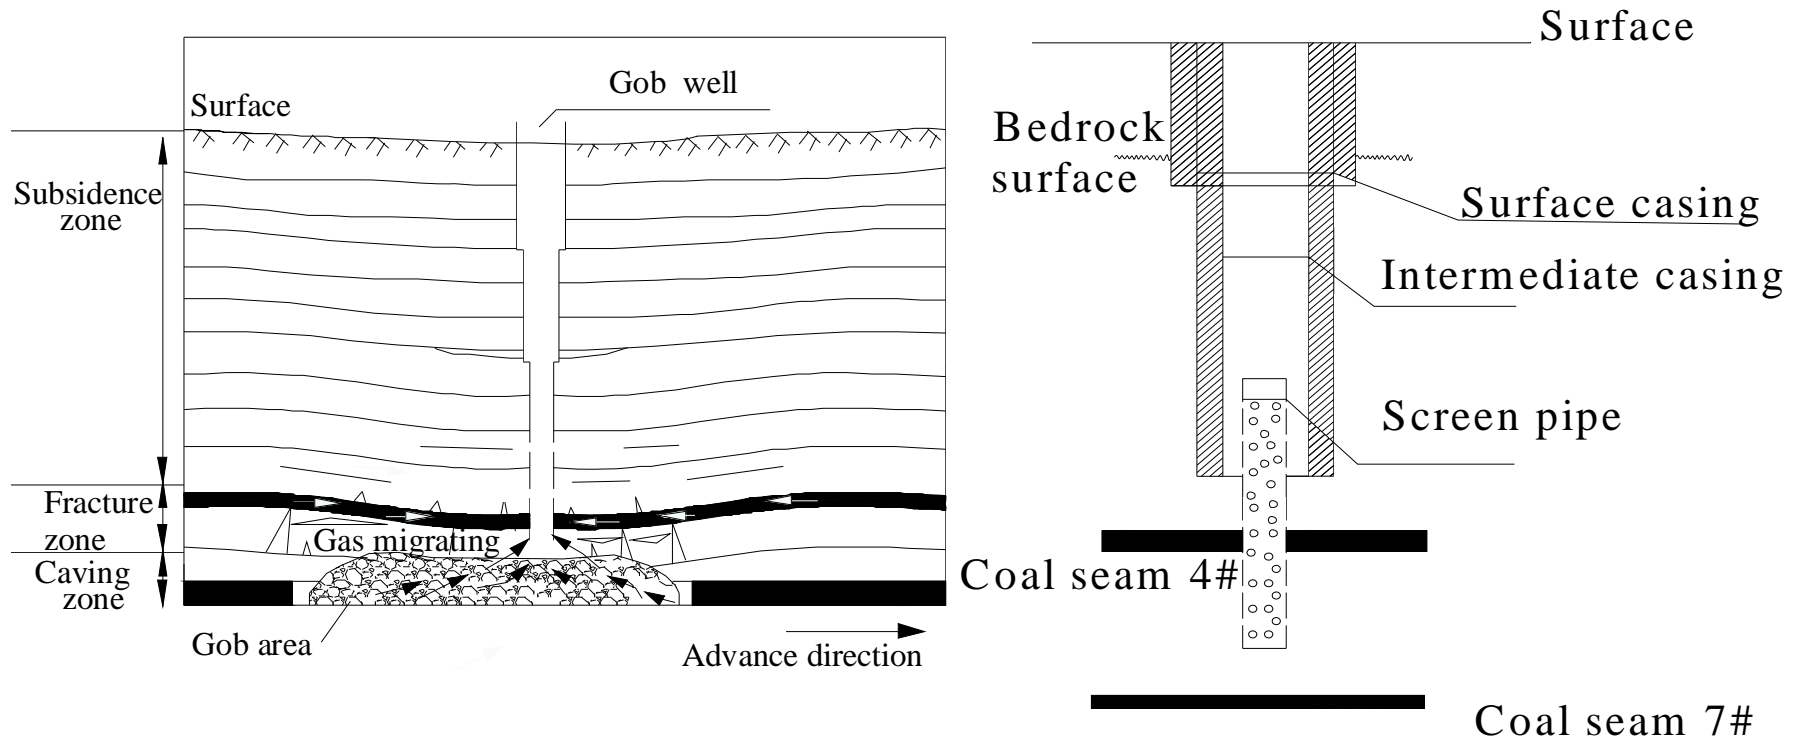 Gob well
Surface
Subsidence
zone
Fracture
zone
Gas migrating
Caving
zone
Gob area
Advance direction
Surface
Bedrock
surface
Surface casing
Intermediate casing
Screen pipe
Coal seam 4#
Coal seam 7#